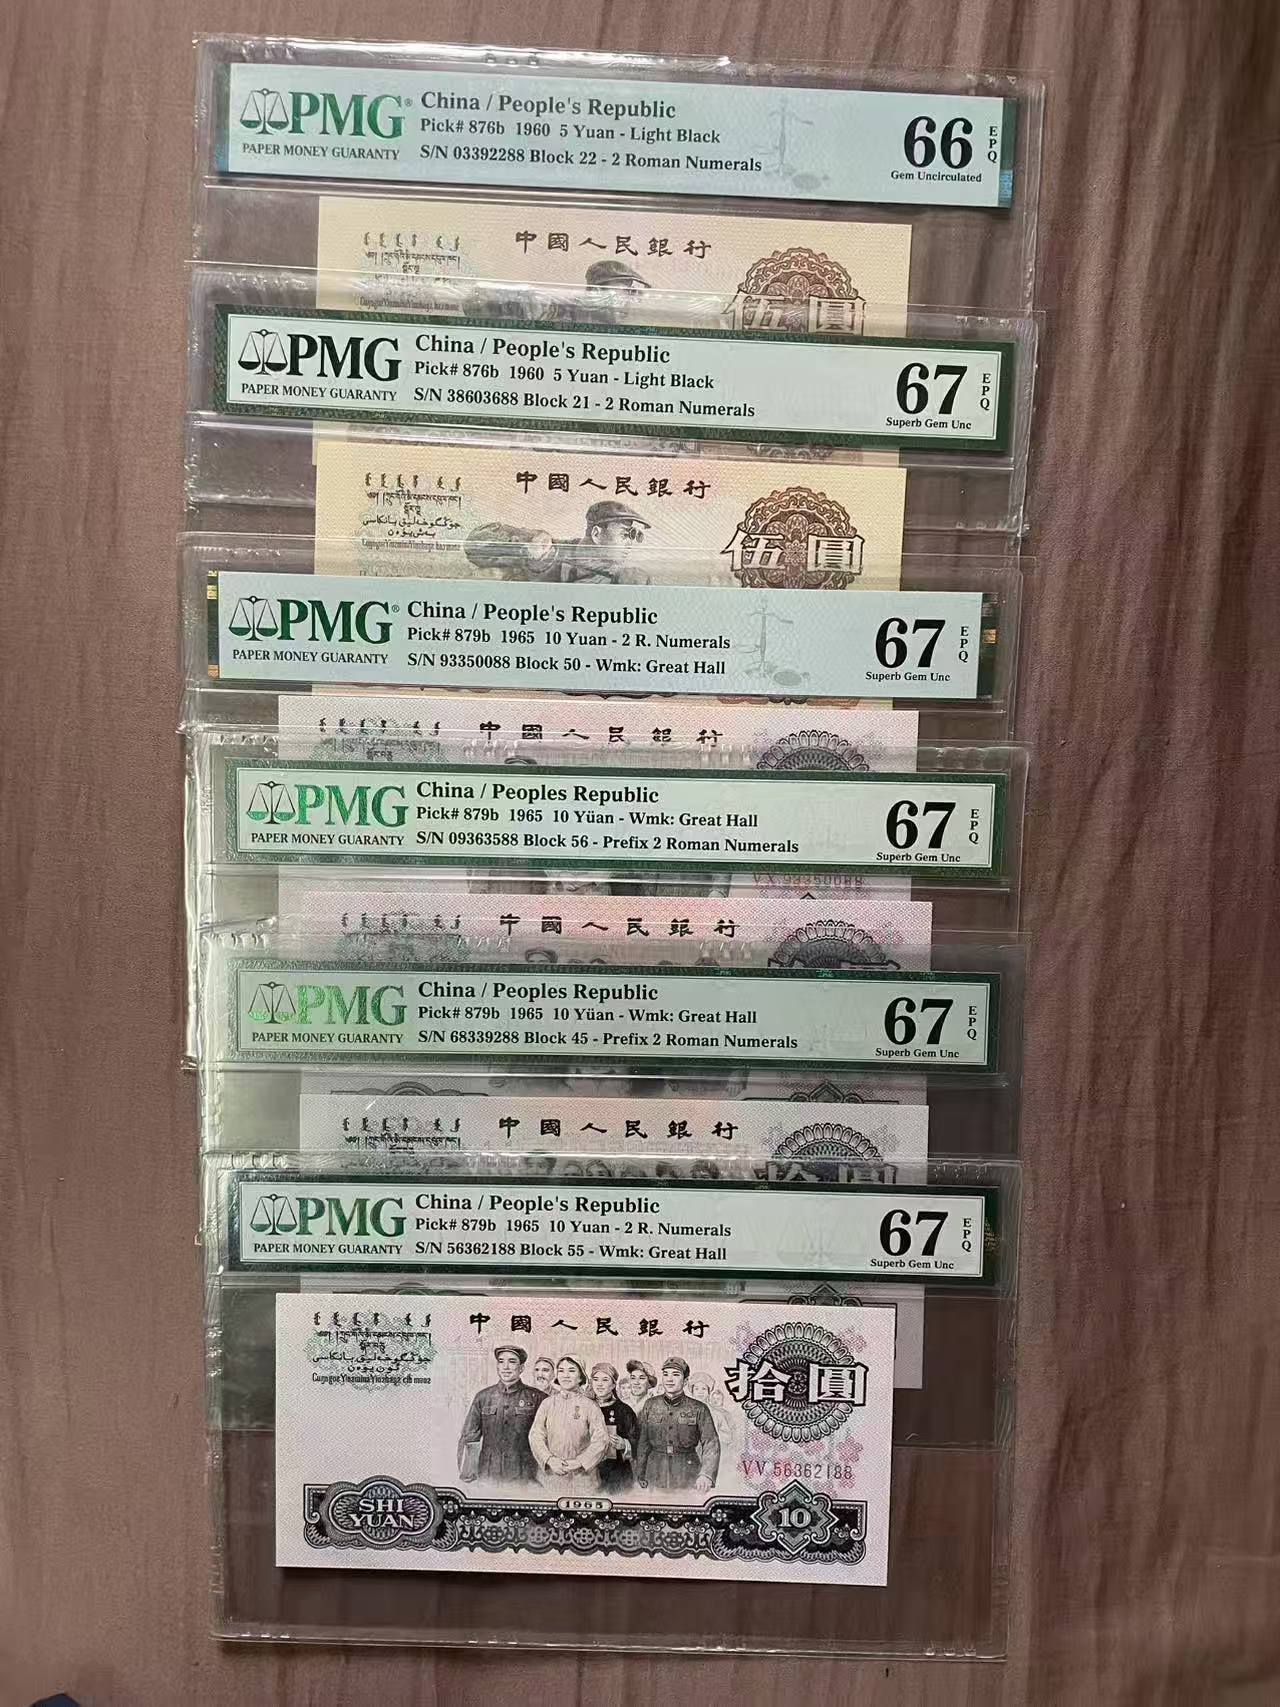 PMG®
PAPER MONEY GUARANTY
China / People's Republic
Pick# 876b 1960 5 Yuan - Light Black
S/N 03392288 Block 22 - 2 Roman Numerals
66
EPQ
Gem Uncirculated
中國人民銀行
伍圓
PMG
PAPER MONEY GUARANTY
China / People's Republic
Pick# 876b 1960 5 Yuan - Light Black
S/N 38603688 Block 21 - 2 Roman Numerals
67
EPQ
Superb Gem Unc
中國人民銀行
伍圓
PMG®
PAPER MONEY GUARANTY
China / People's Republic
Pick# 879b 1965 10 Yuan - 2 R. Numerals
S/N 93350088 Block 50 - Wmk: Great Hall
67
EPQ
Superb Gem Unc
中國人民銀行
PMG
PAPER MONEY GUARANTY
China / Peoples Republic
Pick# 879b 1965 10 Yüan - Wmk: Great Hall
S/N 09363588 Block 56 - Prefix 2 Roman Numerals
67
EPQ
Superb Gem Unc
93350088
中國人民銀行
PMG
PAPER MONEY GUARANTY
China / Peoples Republic
Pick# 879b 1965 10 Yüan - Wmk: Great Hall
S/N 68339288 Block 45 - Prefix 2 Roman Numerals
67
EPQ
Superb Gem Unc
中國人民銀行
拾圓
PMG
PAPER MONEY GUARANTY
China / People's Republic
Pick# 879b 1965 10 Yuan - 2 R. Numerals
S/N 56362188 Block 55 - Wmk: Great Hall
67
EPQ
Superb Gem Unc
中國人民銀行
拾圓
VV 56362188
1965
SHI
YUAN
10